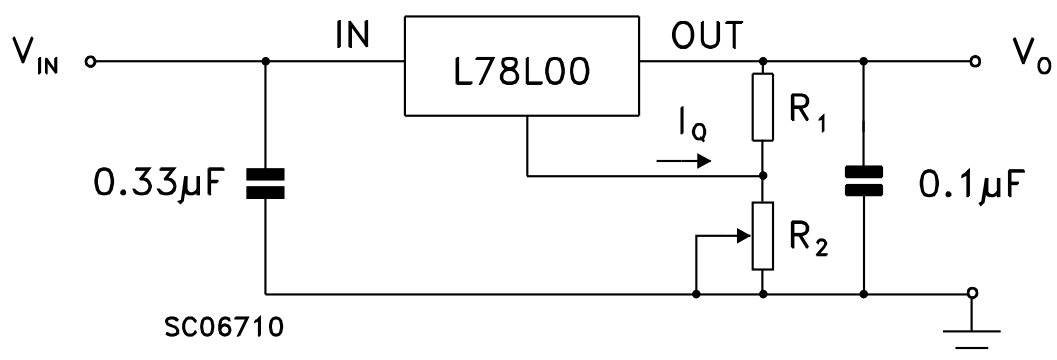 V_IN
IN
L78L00
OUT
V_O
0.33µF
I_Q
R_1
0.1µF
R_2
SC06710